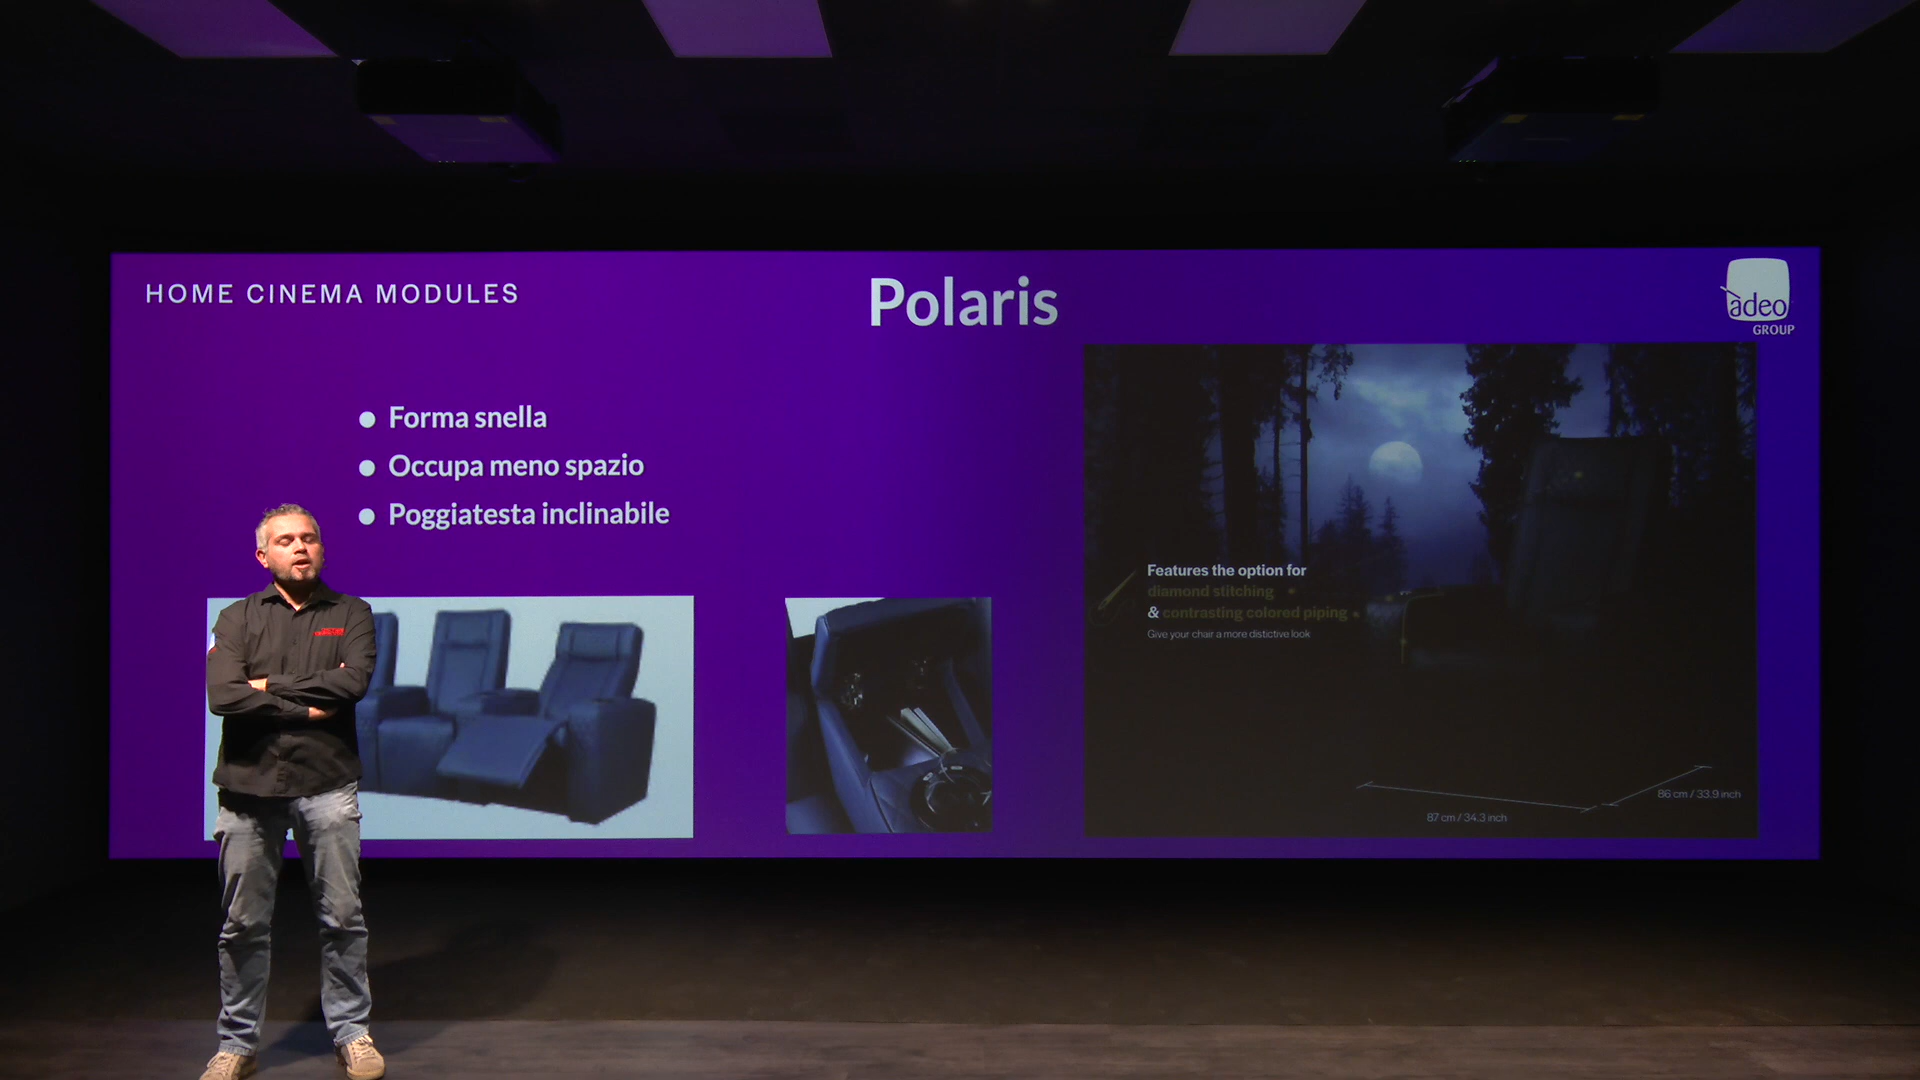 HOME CINEMA MODULES
Polaris
adeo
GROUP
Forma snella
Occupa meno spazio
Poggiatesta inclinabile
Features the option for
diamond stitching
& contrasting colored piping
Give your chair a more distictive look
87 cm / 34.3 inch
86 cm / 33.9 inch